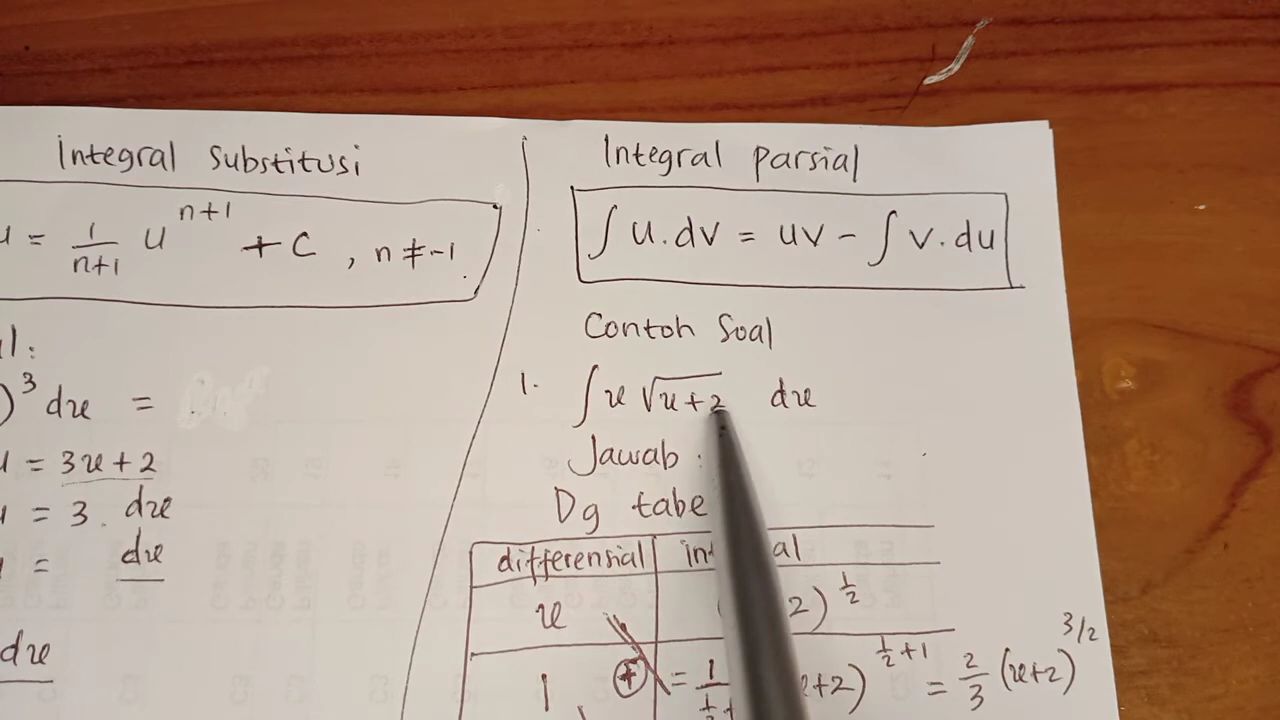 Integral Substitusi
= 1/(n+1) U^(n+1) + C , n ≠ -1
)^3 dx =
= 3x+2
= 3. dx
= dx
dx
Integral Parsial
∫ u.dv = uv - ∫ v.du
Contoh Soal
1. ∫ x √(x+2) dx
Jawab :
Dg
differensial
x 2)^(1/2)
1 (+) = x+2)^(1/2+1) = 2/3 (x+2)^(3/2)